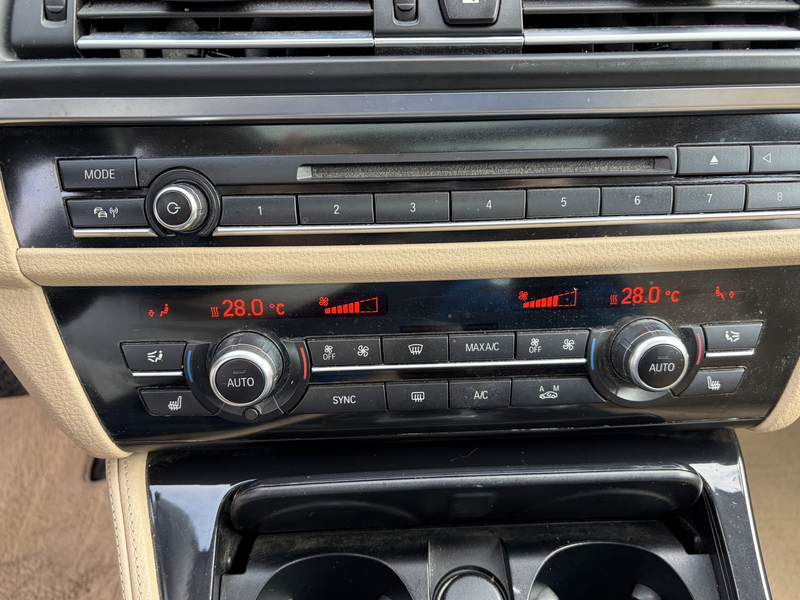 MODE
1 2 3 4 5 6 7 8
28.0 °C 28.0 °C
OFF MAX A/C OFF
AUTO AUTO
SYNC A/C A M